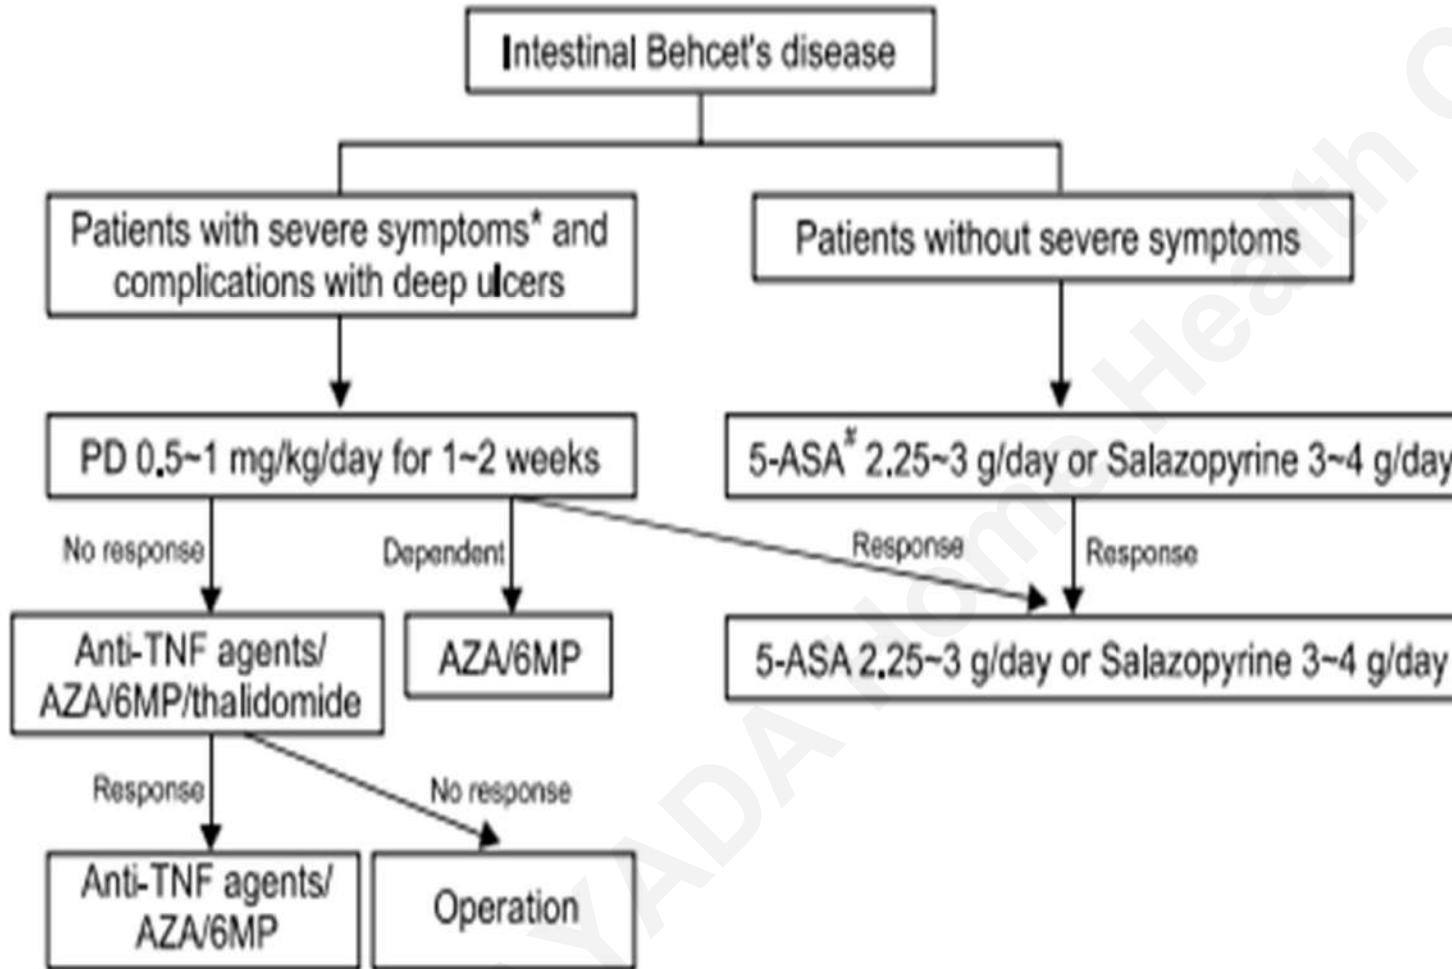 Intestinal Behcet's disease
Patients with severe symptoms* and
complications with deep ulcers
Patients without severe symptoms
PD 0.5~1 mg/kg/day for 1~2 weeks
5-ASA# 2.25~3 g/day or Salazopyrine 3~4 g/day
No response
Dependent
Response
Response
Anti-TNF agents/
AZA/6MP/thalidomide
AZA/6MP
5-ASA 2.25~3 g/day or Salazopyrine 3~4 g/day
Response
No response
Anti-TNF agents/
AZA/6MP
Operation
YADA Home Health